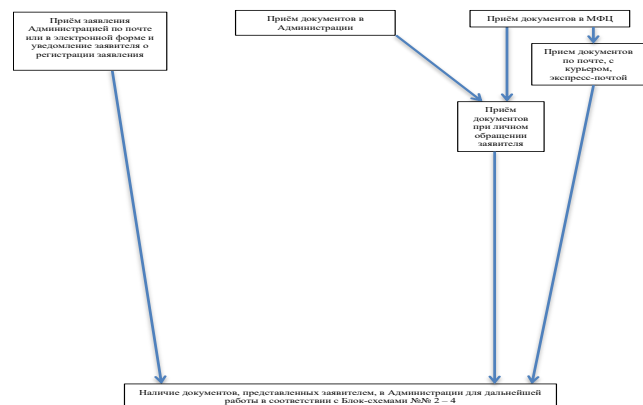 Приём заявления
Администрацией по почте
или в электронной форме и
уведомление заявителя о
регистрации заявления
Приём документов в
Администрации
Приём документов в МФЦ
Прием документов
по почте, с
курьером,
экспресс-почтой
Приём
документов
при личном
обращении
заявителя
Наличие документов, представленных заявителем, в Администрации для дальнейшей
работы в соответствии с Блок-схемами №№ 2 – 4